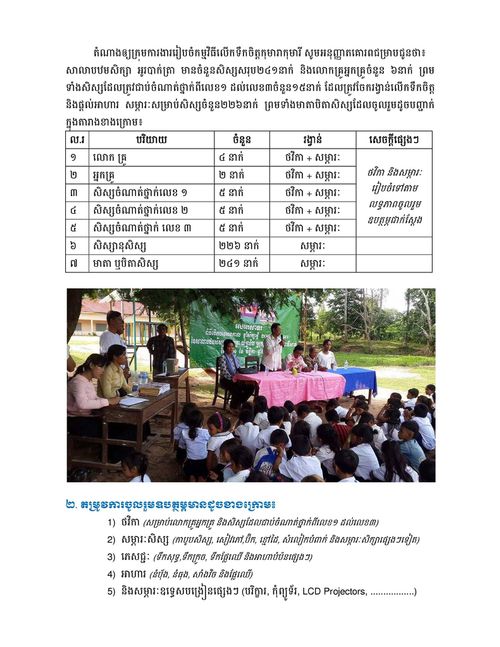 តំណាងឲ្យក្រុមការងាររៀបចំកម្មវិធីលើកទឹកចិត្តកុមារាកុមារី សូមអនុញ្ញាតគោរពជម្រាបជូនថា៖
សាលាបឋមសិក្សា អូរបាក់ត្រា មានចំនួនសិស្សសរុប២៤១នាក់ និងលោកគ្រូអ្នកគ្រូចំនួន ៦នាក់ ព្រម
ទាំងសិស្សដែលត្រូវជាប់ចំណាត់ថ្នាក់ពីលេខ១ ដល់លេខ៣ចំនួន១៥នាក់ ដែលត្រូវចែករង្វាន់លើកទឹកចិត្ត
និងផ្តល់អាហារ សម្ភារៈសម្រាប់សិស្សចំនួន២២៦នាក់ ព្រមទាំងមាតាបិតាសិស្សដែលចូលរួមដូចបញ្ជាក់
ក្នុងតារាងខាងក្រោម៖
ល.រ បរិយាយ ចំនួន រង្វាន់ សេចក្តីផ្សេងៗ
១ លោក គ្រូ ៤ នាក់ ថវិកា + សម្ភារៈ
២ អ្នកគ្រូ ២ នាក់ ថវិកា + សម្ភារៈ
៣ សិស្សចំណាត់ថ្នាក់លេខ ១ ៥ នាក់ ថវិកា + សម្ភារៈ
៤ សិស្សចំណាត់ថ្នាក់លេខ ២ ៥ នាក់ ថវិកា + សម្ភារៈ
៥ សិស្សចំណាត់ថ្នាក់ លេខ ៣ ៥ នាក់ ថវិកា + សម្ភារៈ
ថវិកា និងសម្ភារៈ
រៀបចំទៅតាម
លទ្ធភាពចូលរួម
ឧបត្ថម្ភជាក់ស្តែង
៦ សិស្សានុសិស្ស ២២៦ នាក់ សម្ភារៈ
៧ មាតា ឬបិតាសិស្ស ២៤១ នាក់ សម្ភារៈ
២. តម្រូវការចូលរួមឧបត្ថម្ភមានដូចខាងក្រោម៖
1) ថវិកា (សម្រាប់លោកគ្រូអ្នកគ្រូ និងសិស្សដែលជាប់ចំណាត់ថ្នាក់ពីលេខ១ ដល់លេខ៣)
2) សម្ភារៈសិស្ស (កាបូបសិស្ស, សៀវភៅ,ប៊ិក, ខ្មៅដៃ, សំលៀកបំពាក់ និងសម្ភារៈសិក្សាផ្សេងៗទៀត)
3) ភេសជ្ជៈ (ទឹកសុទ្ធ,ទឹកក្រូច, ទឹកផ្លែឈើ និងអាហារប៉ិនផ្សេងៗ)
4) អាហារ (នំប៉័ង, នំធុង, សាំងវិច និងផ្លែឈើ)
5) និងសម្ភារៈឧទ្ទេសបង្រៀនផ្សេងៗ (បរិក្ខារ, កុំព្យូទ័រ, LCD Projectors, ................)